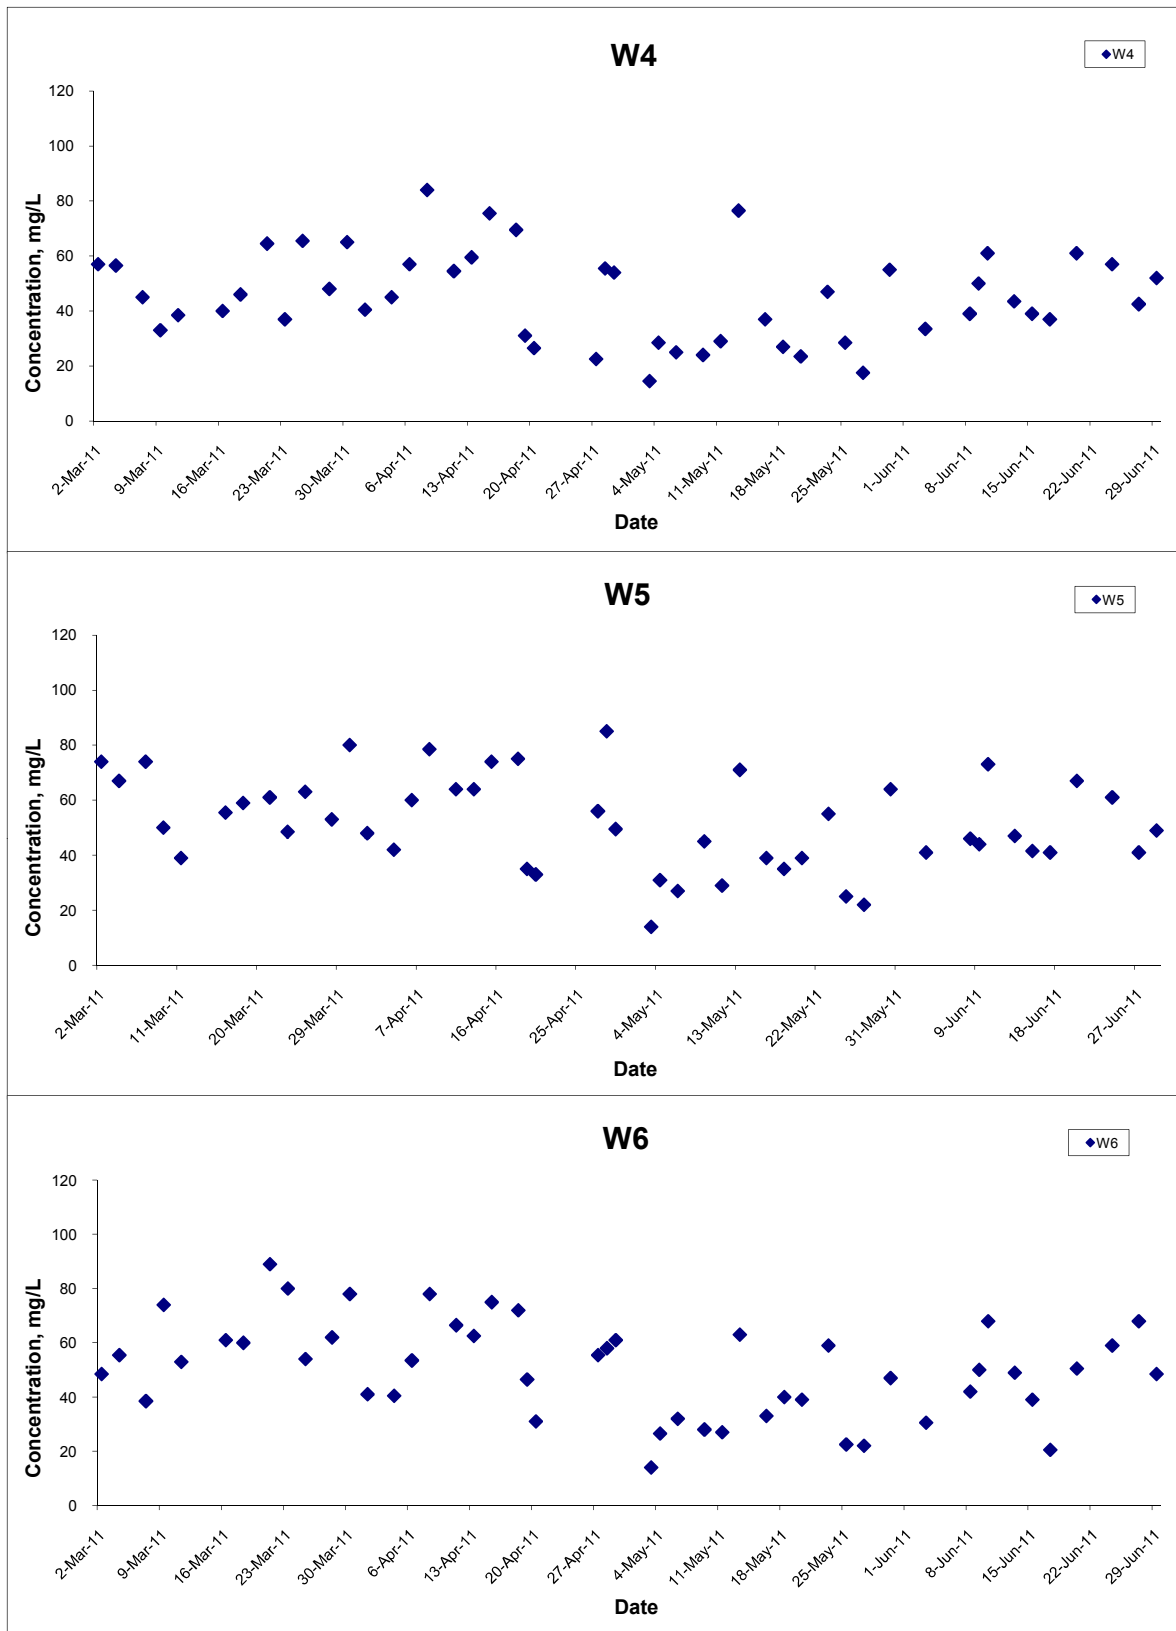 W4
W4
120
100
80
60
40
20
0
Concentration, mg/L
2-Mar-11 9-Mar-11 16-Mar-11 23-Mar-11 30-Mar-11 6-Apr-11 13-Apr-11 20-Apr-11 27-Apr-11 4-May-11 11-May-11 18-May-11 25-May-11 1-Jun-11 8-Jun-11 15-Jun-11 22-Jun-11 29-Jun-11
Date
W5
W5
120
100
80
60
40
20
0
Concentration, mg/L
2-Mar-11 11-Mar-11 20-Mar-11 29-Mar-11 7-Apr-11 16-Apr-11 25-Apr-11 4-May-11 13-May-11 22-May-11 31-May-11 9-Jun-11 18-Jun-11 27-Jun-11
Date
W6
W6
120
100
80
60
40
20
0
Concentration, mg/L
2-Mar-11 9-Mar-11 16-Mar-11 23-Mar-11 30-Mar-11 6-Apr-11 13-Apr-11 20-Apr-11 27-Apr-11 4-May-11 11-May-11 18-May-11 25-May-11 1-Jun-11 8-Jun-11 15-Jun-11 22-Jun-11 29-Jun-11
Date